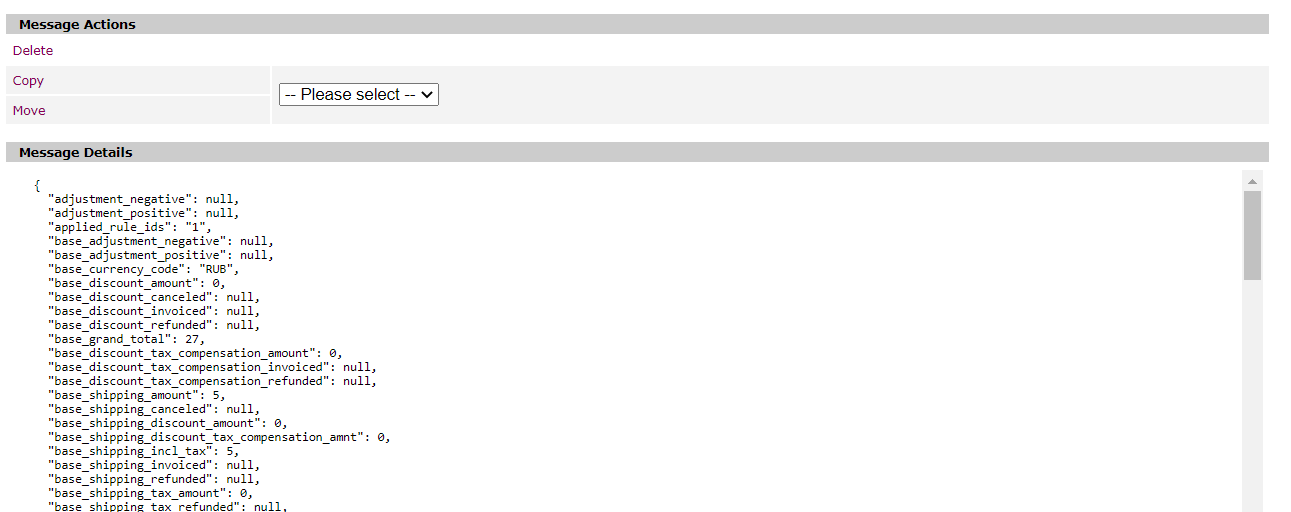 Message Actions
Delete
Copy
-- Please select --
Move
Message Details
{
"adjustment_negative": null,
"adjustment_positive": null,
"applied_rule_ids": "1",
"base_adjustment_negative": null,
"base_adjustment_positive": null,
"base_currency_code": "RUB",
"base_discount_amount": 0,
"base_discount_canceled": null,
"base_discount_invoiced": null,
"base_discount_refunded": null,
"base_grand_total": 27,
"base_discount_tax_compensation_amount": 0,
"base_discount_tax_compensation_invoiced": null,
"base_discount_tax_compensation_refunded": null,
"base_shipping_amount": 5,
"base_shipping_canceled": null,
"base_shipping_discount_amount": 0,
"base_shipping_discount_tax_compensation_amnt": 0,
"base_shipping_incl_tax": 5,
"base_shipping_invoiced": null,
"base_shipping_refunded": null,
"base_shipping_tax_amount": 0,
"base_shipping_tax_refunded": null,